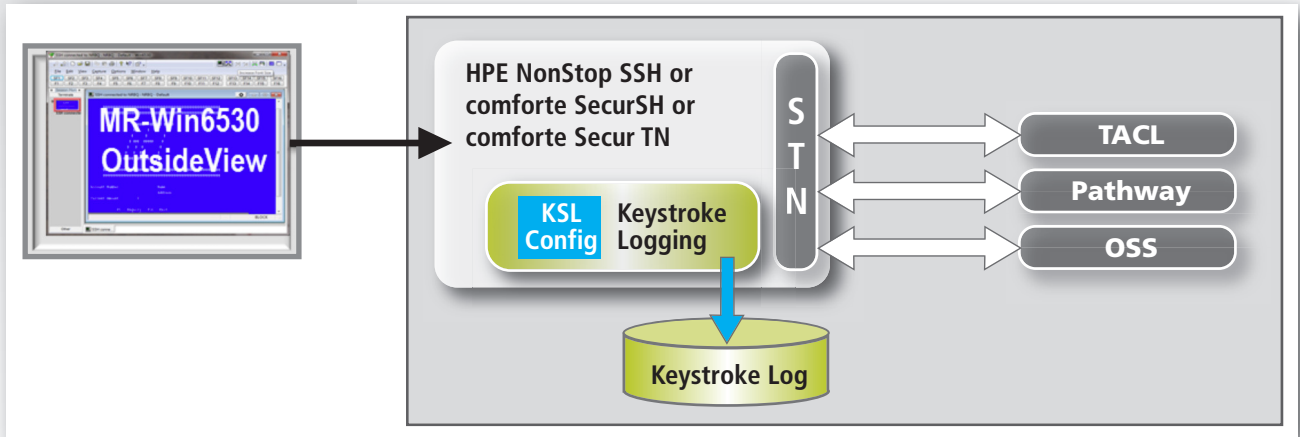 MR-Win6530
OutsideView
HPE NonStop SSH or
comforte SecurSH or
comforte Secur TN
KSL
Config
Keystroke
Logging
S
T
N
TACL
Pathway
OSS
Keystroke Log